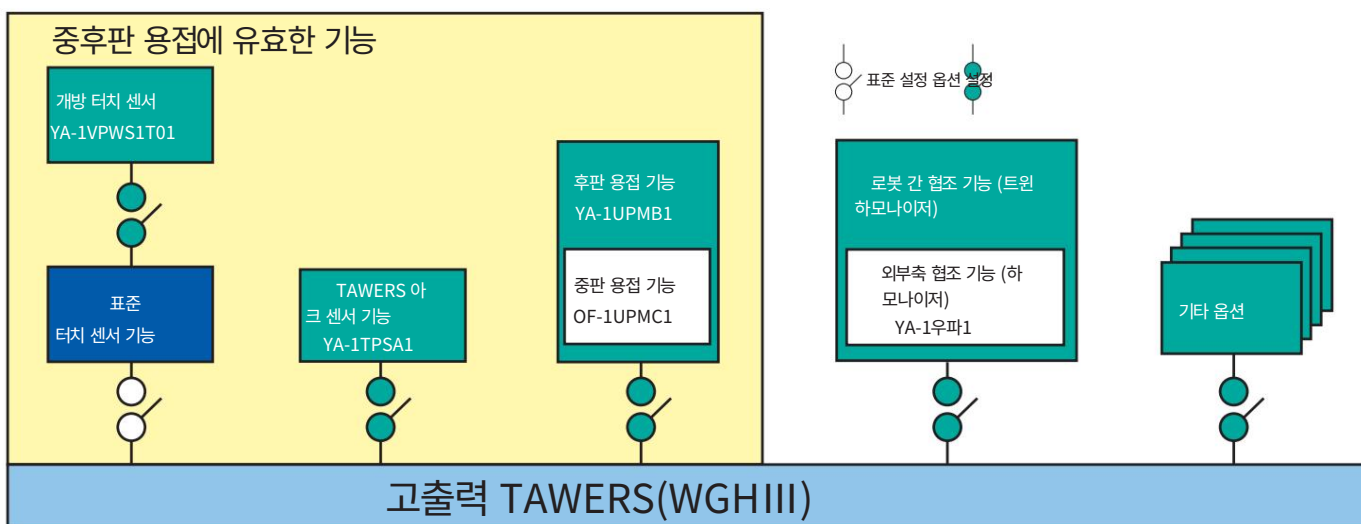 중후판 용접에 유효한 기능
개방 터치 센서
YA-1VPWS1T01
표준
터치 센서 기능
TAWERS 아
크 센서 기능
YA-1TPSA1
후판 용접 기능
YA-1UPMB1
중판 용접 기능
OF-1UPMC1
표준 설정 옵션 설정
로봇 간 협조 기능 (트윈
하모나이저)
외부축 협조 기능 (하
모나이저)
YA-1우파1
기타 옵션
고출력 TAWERS(WGHIII)